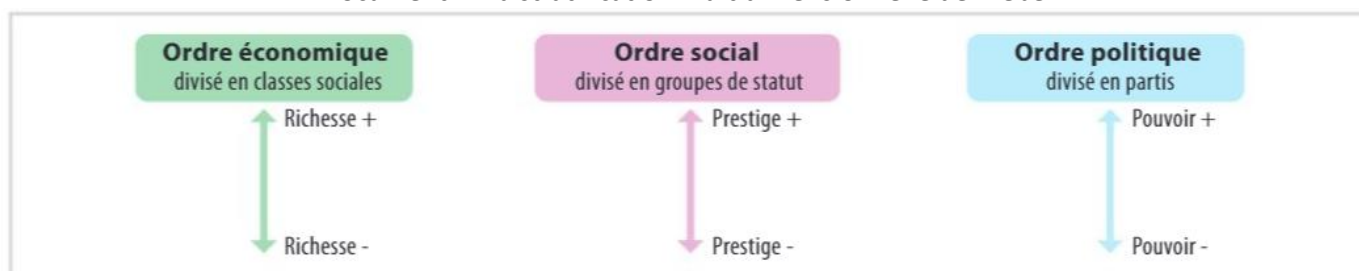 Ordre économique
divisé en classes sociales
Richesse +
Richesse -
Ordre social
divisé en groupes de statut
Prestige +
Prestige -
Ordre politique
divisé en partis
Pouvoir +
Pouvoir -